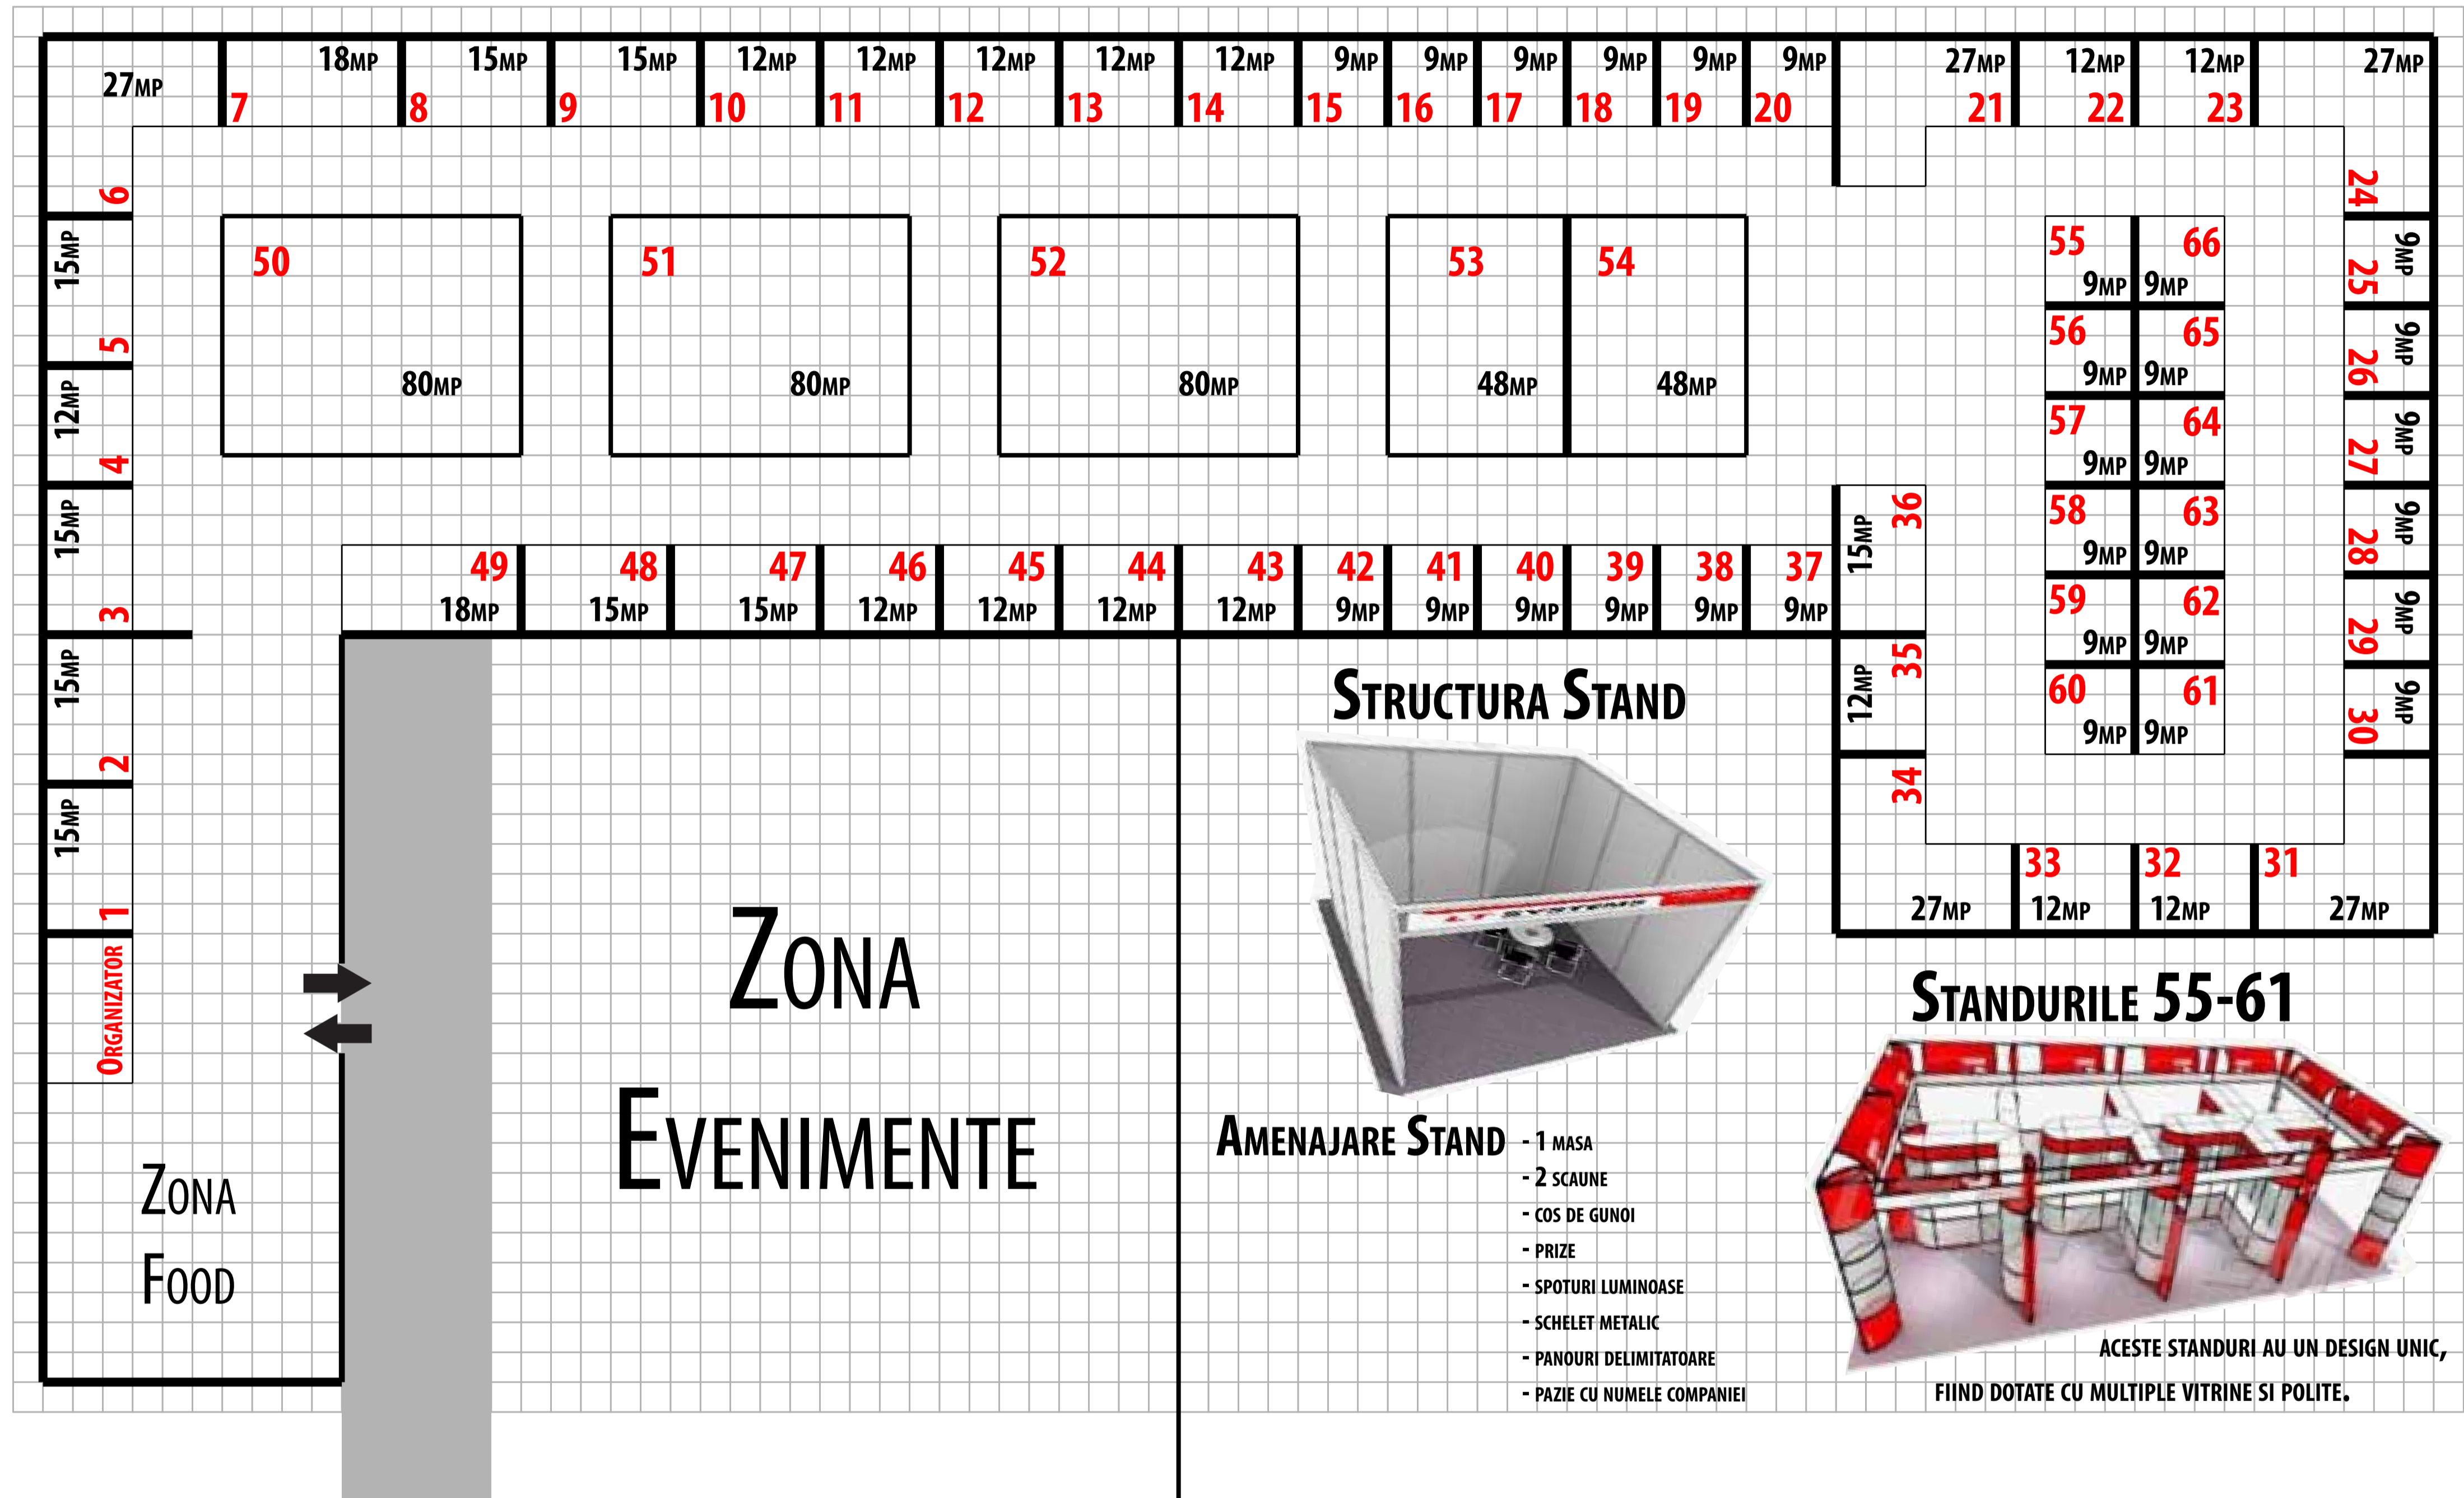 27MP
18MP
15MP
15MP
12MP
12MP
12MP
12MP
12MP
9MP
9MP
9MP
9MP
9MP
9MP
27MP
12MP
12MP
27MP
7
8
9
10
11
12
13
14
15
16
17
18
19
20
21
22
23
6
24
15MP
5
12MP
4
15MP
3
15MP
2
15MP
1
ORGANIZATOR
50
80MP
51
80MP
52
80MP
53
48MP
54
48MP
55
9MP
66
9MP
56
9MP
65
9MP
57
9MP
64
9MP
58
9MP
63
9MP
59
9MP
62
9MP
60
9MP
61
9MP
9MP
25
9MP
26
9MP
27
9MP
28
9MP
29
9MP
30
49
48
47
46
45
44
43
42
41
40
39
38
37
18MP
15MP
15MP
12MP
12MP
12MP
12MP
9MP
9MP
9MP
9MP
9MP
9MP
15MP
36
12MP
35
34
33
32
31
27MP
12MP
12MP
27MP
STRUCTURA STAND
LT SYSTEMS
ZONA
EVENIMENTE
ZONA
FOOD
AMENAJARE STAND
- 1 MASA
- 2 SCAUNE
- COS DE GUNOI
- PRIZE
- SPOTURI LUMINOASE
- SCHELET METALIC
- PANOURI DELIMITATOARE
- PAZIE CU NUMELE COMPANIEI
STANDURILE 55-61
ACESTE STANDURI AU UN DESIGN UNIC,
FIIND DOTATE CU MULTIPLE VITRINE SI POLITE.